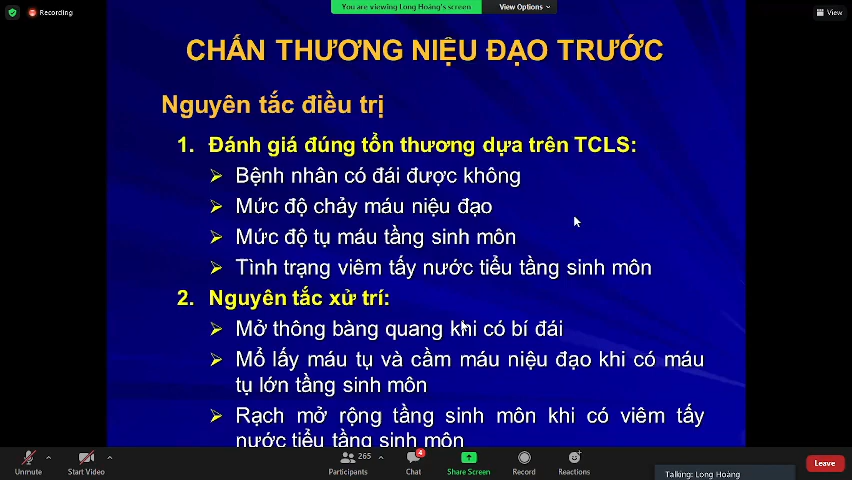 Recording
You are viewing Long Hoàng's screen
View Options
View
CHẤN THƯƠNG NIỆU ĐẠO TRƯỚC
Nguyên tắc điều trị
1. Đánh giá đúng tổn thương dựa trên TCLS:
Bệnh nhân có đái được không
Mức độ chảy máu niệu đạo
Mức độ tụ máu tầng sinh môn
Tình trạng viêm tấy nước tiểu tầng sinh môn
2. Nguyên tắc xử trí:
Mở thông bàng quang khi có bí đái
Mổ lấy máu tụ và cầm máu niệu đạo khi có máu
tụ lớn tầng sinh môn
Rạch mở rộng tầng sinh môn khi có viêm tấy
nước tiểu tầng sinh môn
Unmute
Start Video
265
Participants
4
Chat
Share Screen
Record
Reactions
Talking: Long Hoàng
Leave